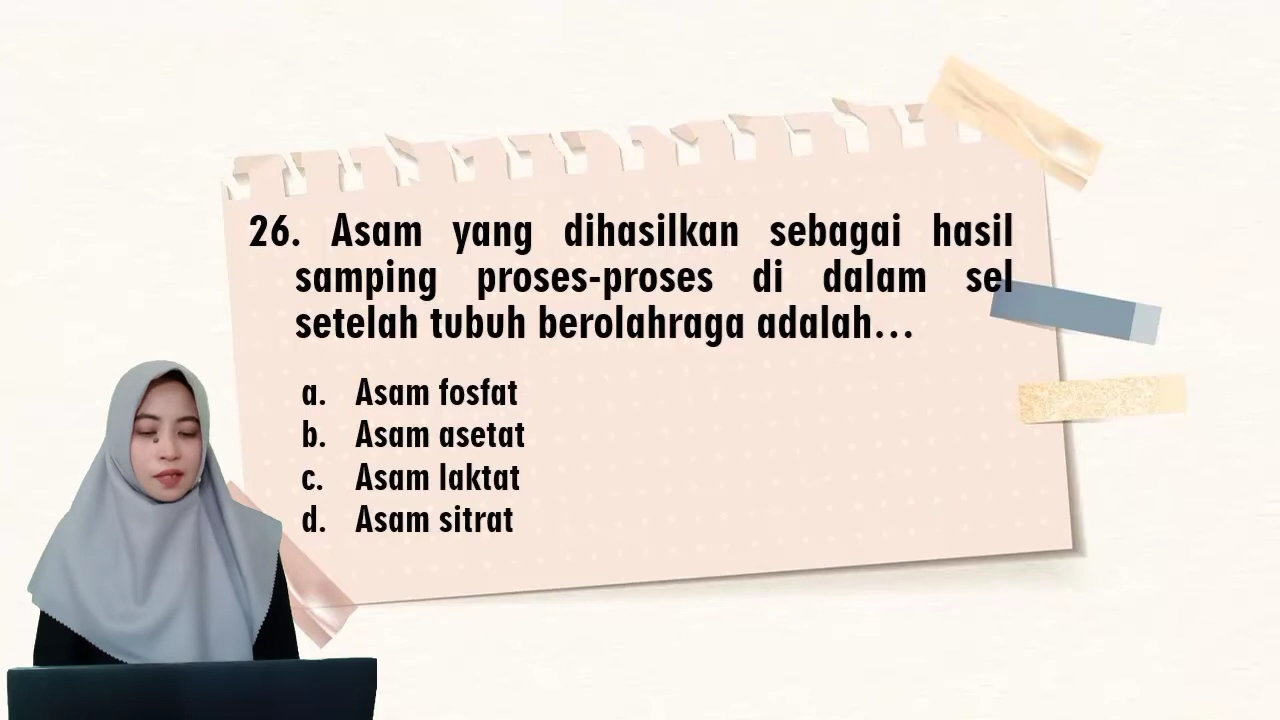 26. Asam yang dihasilkan sebagai hasil
samping proses-proses di dalam sel
setelah tubuh berolahraga adalah...
a. Asam fosfat
b. Asam asetat
c. Asam laktat
d. Asam sitrat